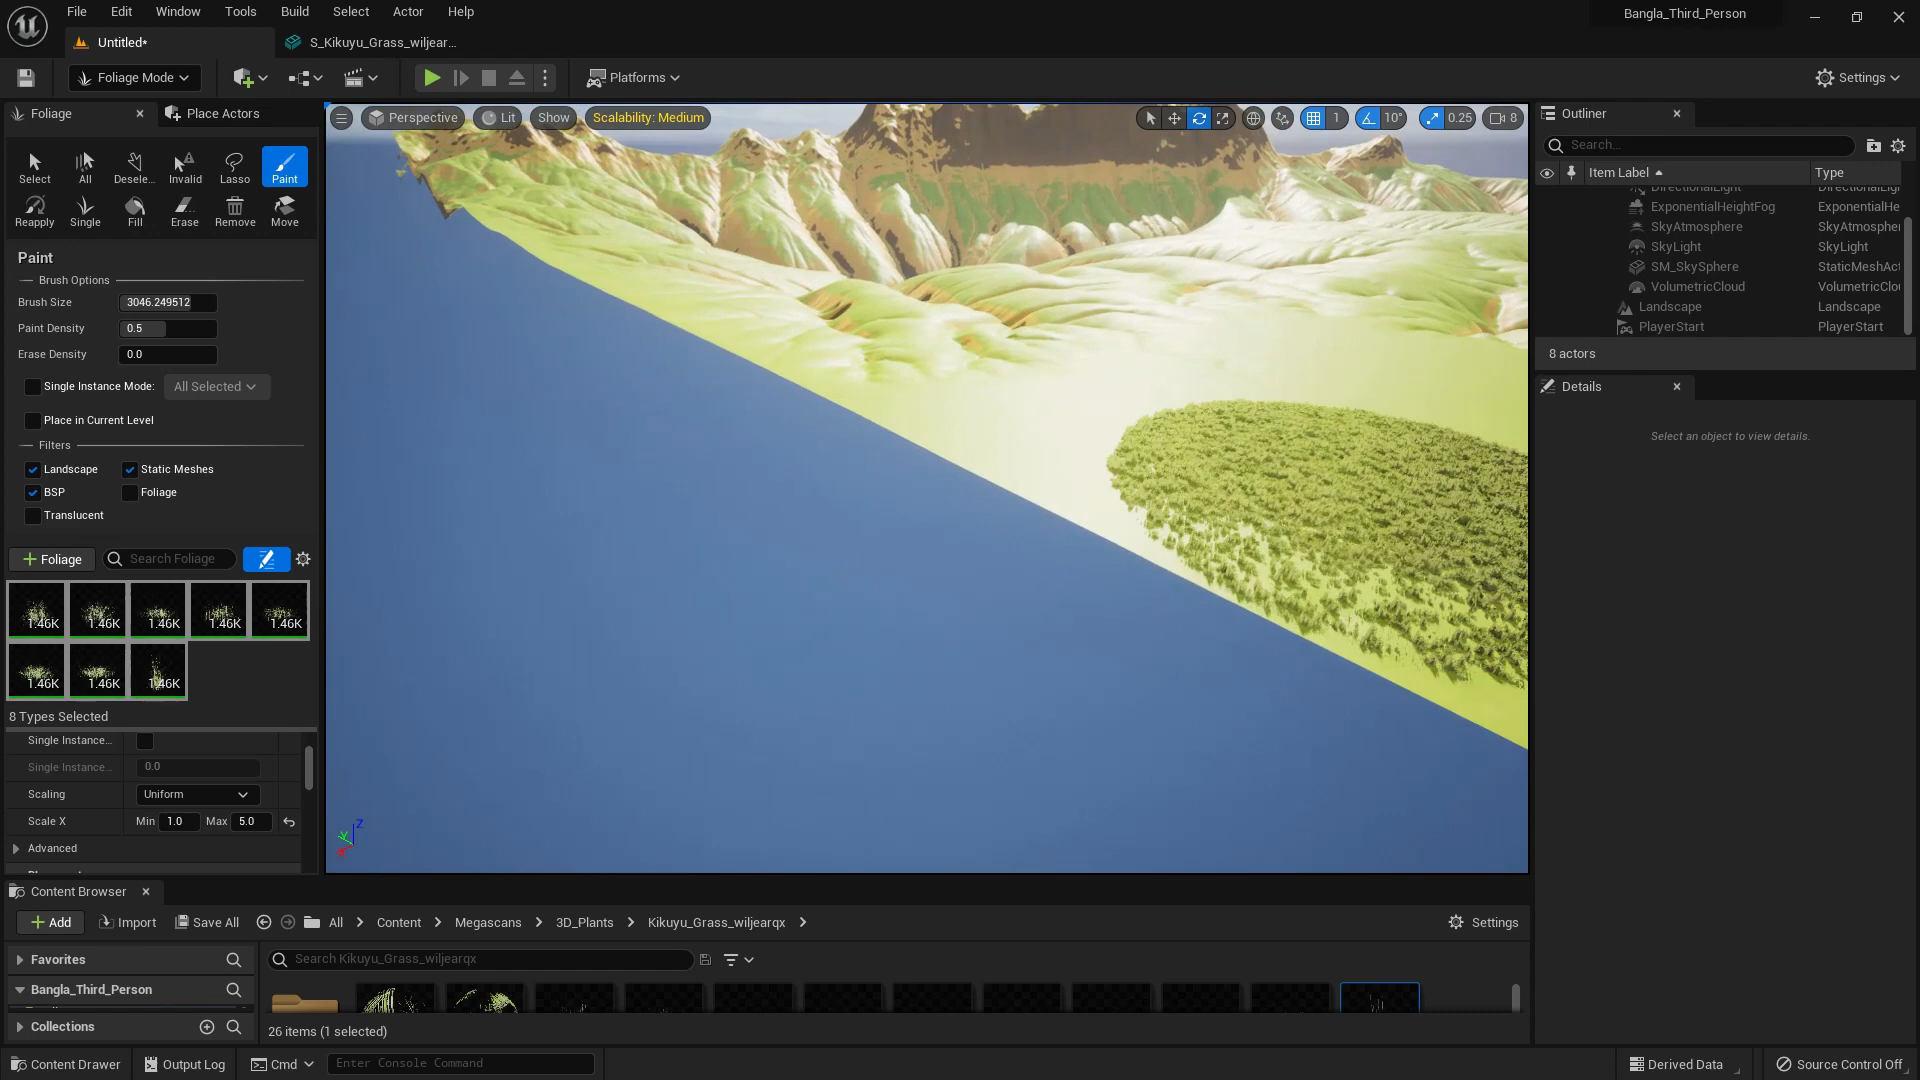 File Edit Window Tools Build Select Actor Help
Bangla_Third_Person
Untitled*
S_Kikuyu_Grass_wiljear...
Foliage Mode
Platforms
Settings
Foliage
Place Actors
Perspective
Lit
Show
Scalability: Medium
1
10°
0.25
8
Outliner
Search...
Item Label
Type
Select
All
Desele...
Invalid
Lasso
Paint
Reapply
Single
Fill
Erase
Remove
Move
ExponentialHeightFog ExponentialHe
SkyAtmosphere SkyAtmospher
SkyLight SkyLight
SM_SkySphere StaticMeshAct
VolumetricCloud VolumetricClou
Landscape Landscape
PlayerStart PlayerStart
8 actors
Details
Select an object to view details.
Paint
Brush Options
Brush Size 3046.249512
Paint Density 0.5
Erase Density 0.0
Single Instance Mode: All Selected
Place in Current Level
Filters
Landscape Static Meshes
BSP Foliage
Translucent
Foliage
Search Foliage
1.46K 1.46K 1.46K 1.46K 1.46K
1.46K 1.46K 1.46K
8 Types Selected
Single Instance...
Single Instance... 0.0
Scaling Uniform
Scale X Min 1.0 Max 5.0
Advanced
Z
Y
X
Content Browser
Add
Import
Save All
All
Content
Megascans
3D_Plants
Kikuyu_Grass_wiljearqx
Settings
Favorites
Search Kikuyu_Grass_wiljearqx
Bangla_Third_Person
Collections
26 items (1 selected)
Content Drawer
Output Log
Cmd
Enter Console Command
Derived Data
Source Control Off